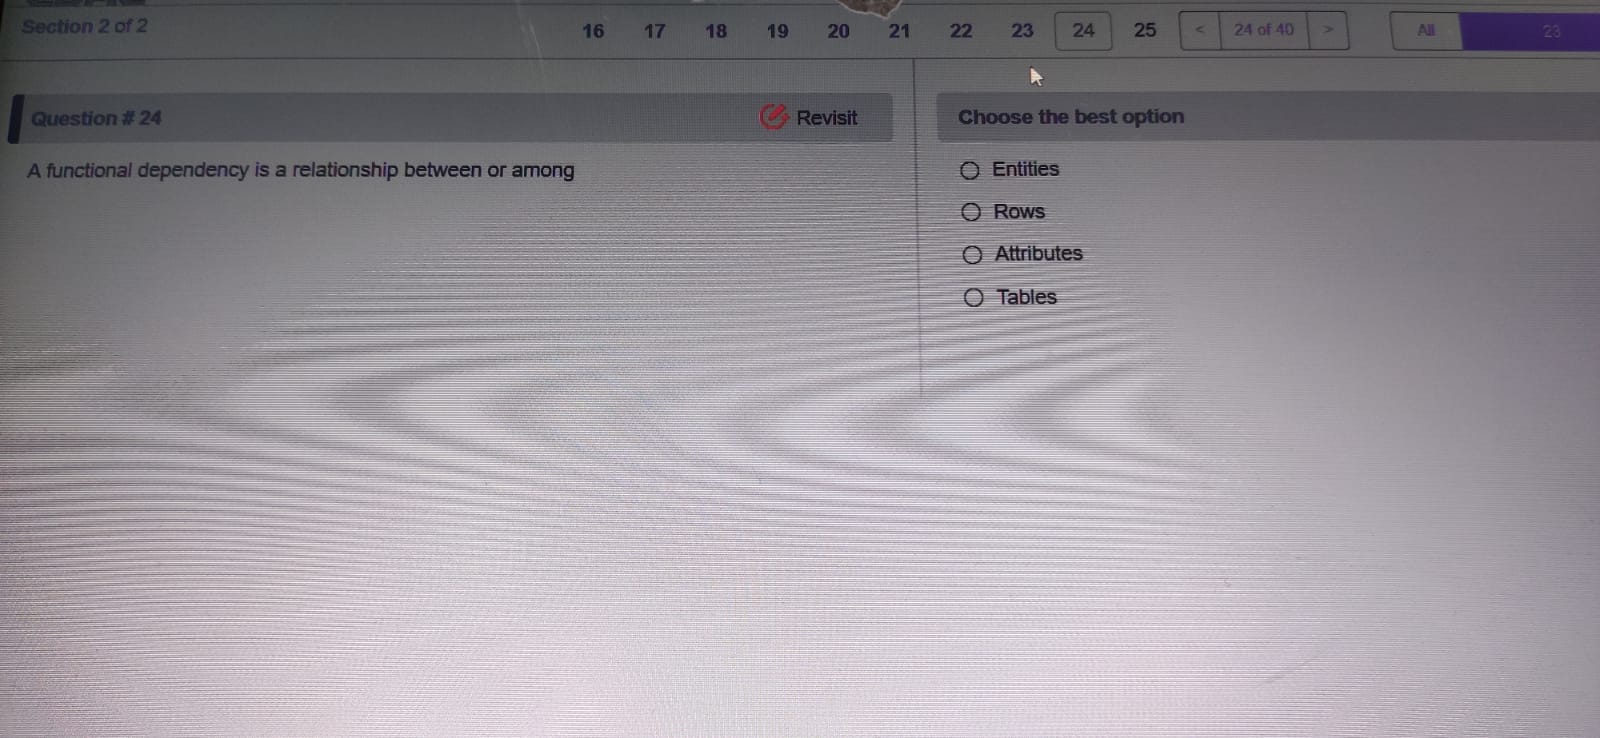 Section 2 of 2
16 17 18 19 20 21 22 23 24 25 < 24 of 40 > All 23
Question # 24
Revisit
A functional dependency is a relationship between or among
Choose the best option
Entities
Rows
Attributes
Tables